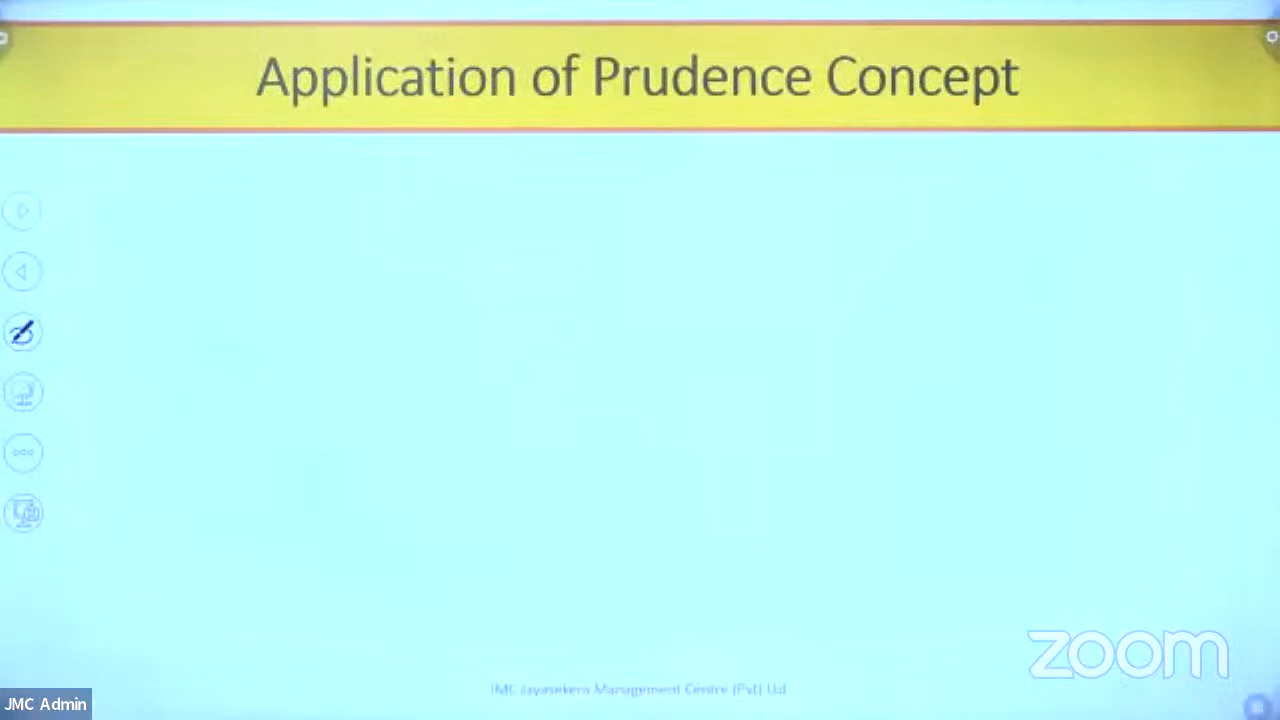 Application of Prudence Concept
zoom
JMC Jayasekera Management Centre (Pvt) Ltd
JMC Admin